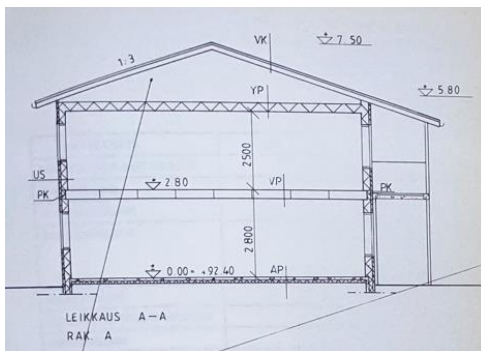 VK
7.50
1:3
5.80
YP
2500
US
2.80
VP
PK
PK
2800
0.00= +92.40
AP
LEIKKAUS A-A
RAK. A